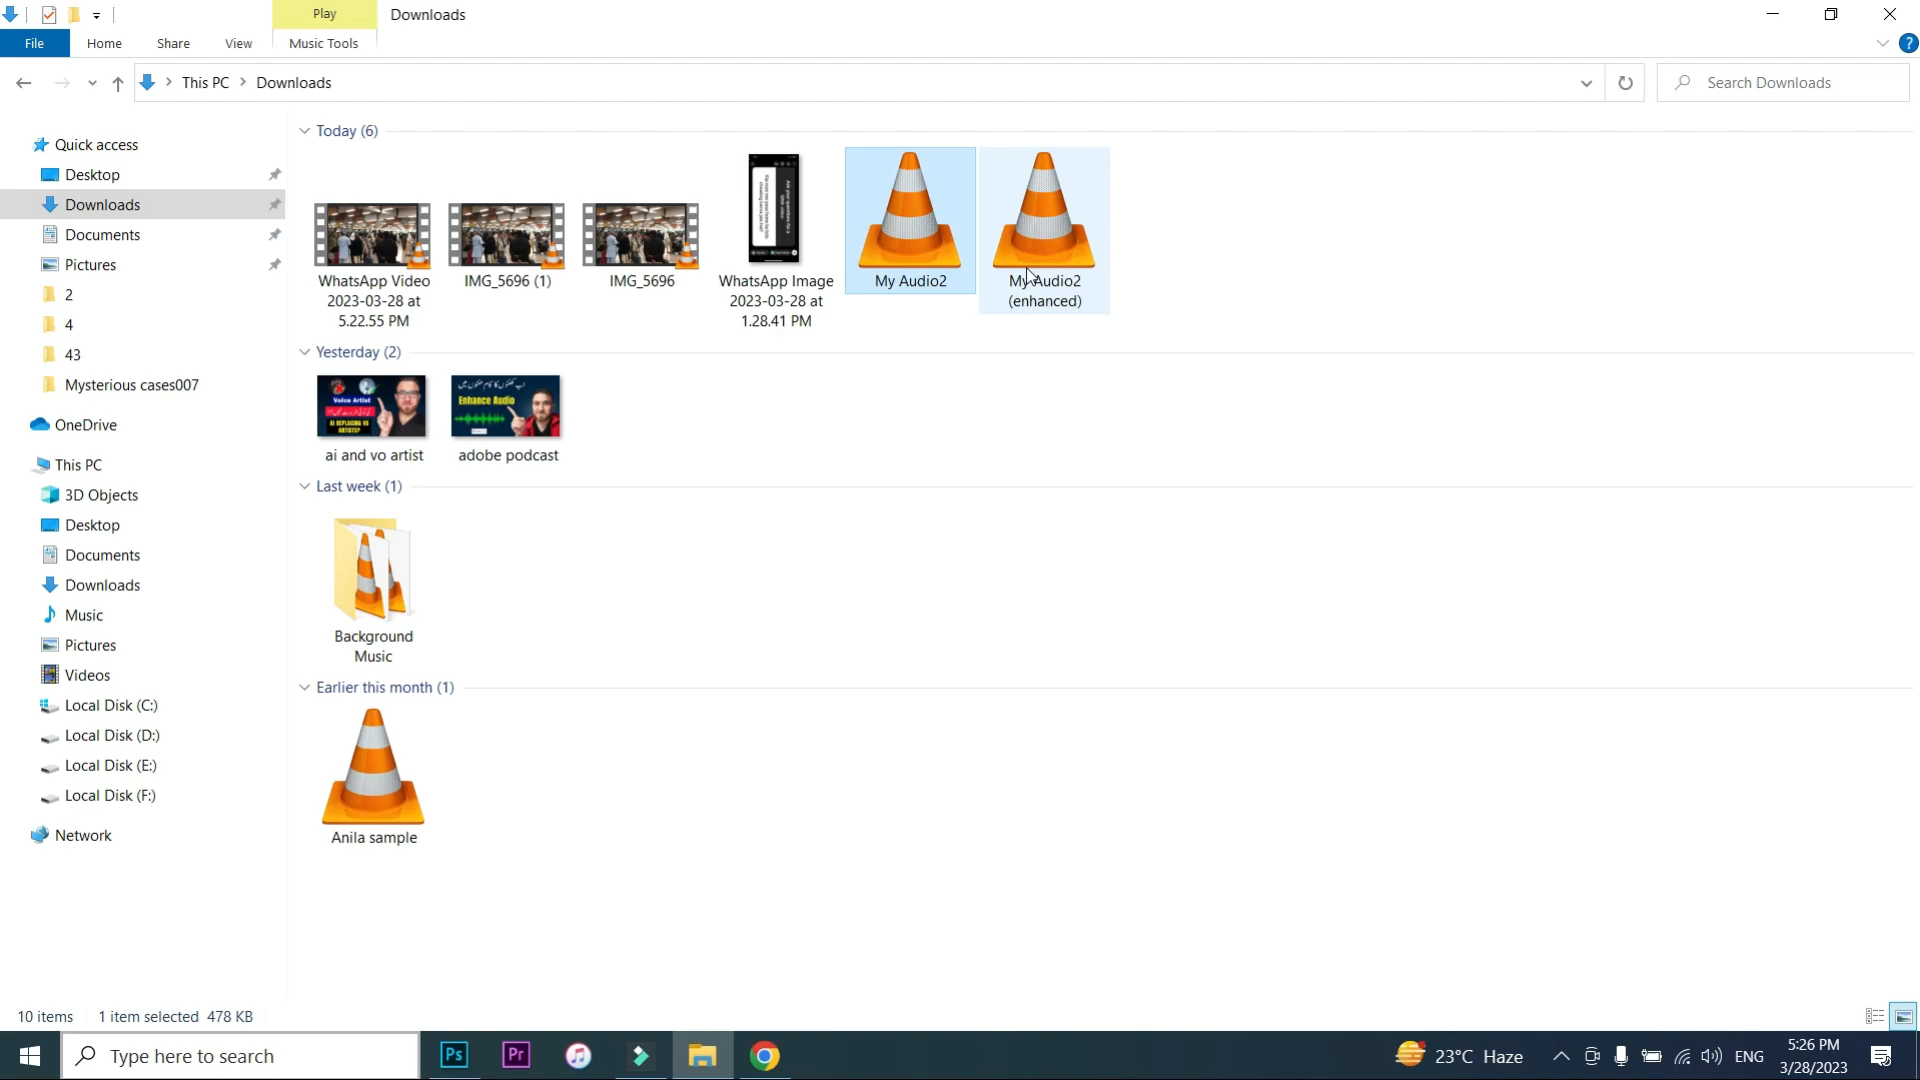 Play
Downloads
File
Home
Share
View
Music Tools
This PC
Downloads
Search Downloads
Quick access
Desktop
Downloads
Documents
Pictures
2
4
43
Mysterious cases007
OneDrive
This PC
3D Objects
Desktop
Documents
Downloads
Music
Pictures
Videos
Local Disk (C:)
Local Disk (D:)
Local Disk (E:)
Local Disk (F:)
Network
Today (6)
WhatsApp Video
2023-03-28 at
5.22.55 PM
IMG_5696 (1)
IMG_5696
WhatsApp Image
2023-03-28 at
1.28.41 PM
My Audio2
My Audio2
(enhanced)
Yesterday (2)
Voice Artist
ai and vo artist
Enhance Audio
adobe podcast
Last week (1)
Background
Music
Earlier this month (1)
Anila sample
10 items
1 item selected 478 KB
Type here to search
Ps
Pr
23°C Haze
ENG
5:26 PM
3/28/2023